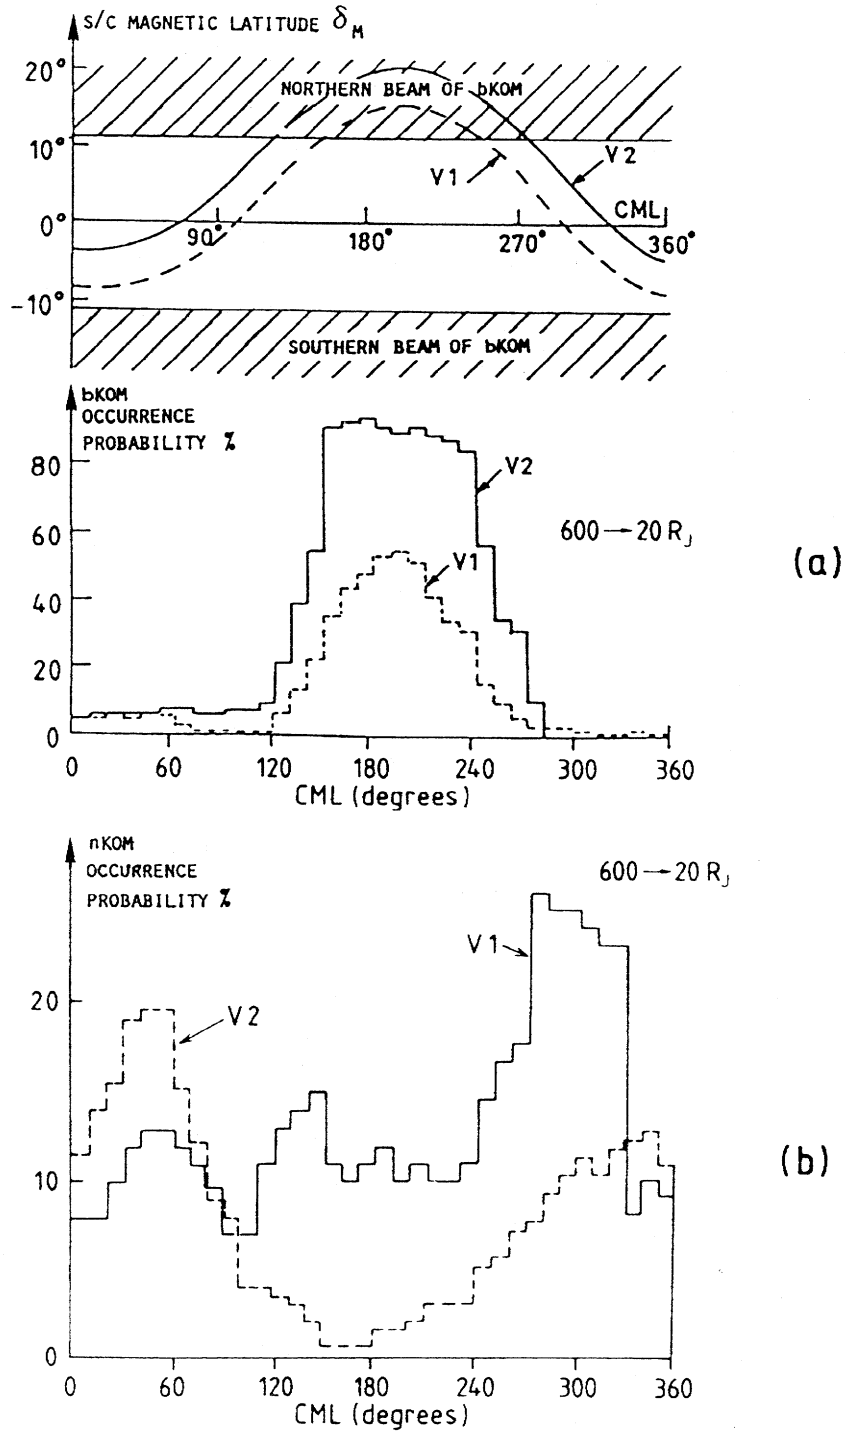 S/C MAGNETIC LATITUDE δM
20°
NORTHERN BEAM OF bKOM
10°
V1
V2
CML
0°
90°
180°
270°
360°
-10°
SOUTHERN BEAM OF bKOM
bKOM
OCCURRENCE
PROBABILITY %
80
V2
60
600→20 RJ
(a)
V1
40
20
0
0 60 120 180 240 300 360
CML (degrees)
nKOM
OCCURRENCE
PROBABILITY %
600→20 RJ
V1
20
V2
10
(b)
0
0 60 120 180 240 300 360
CML (degrees)